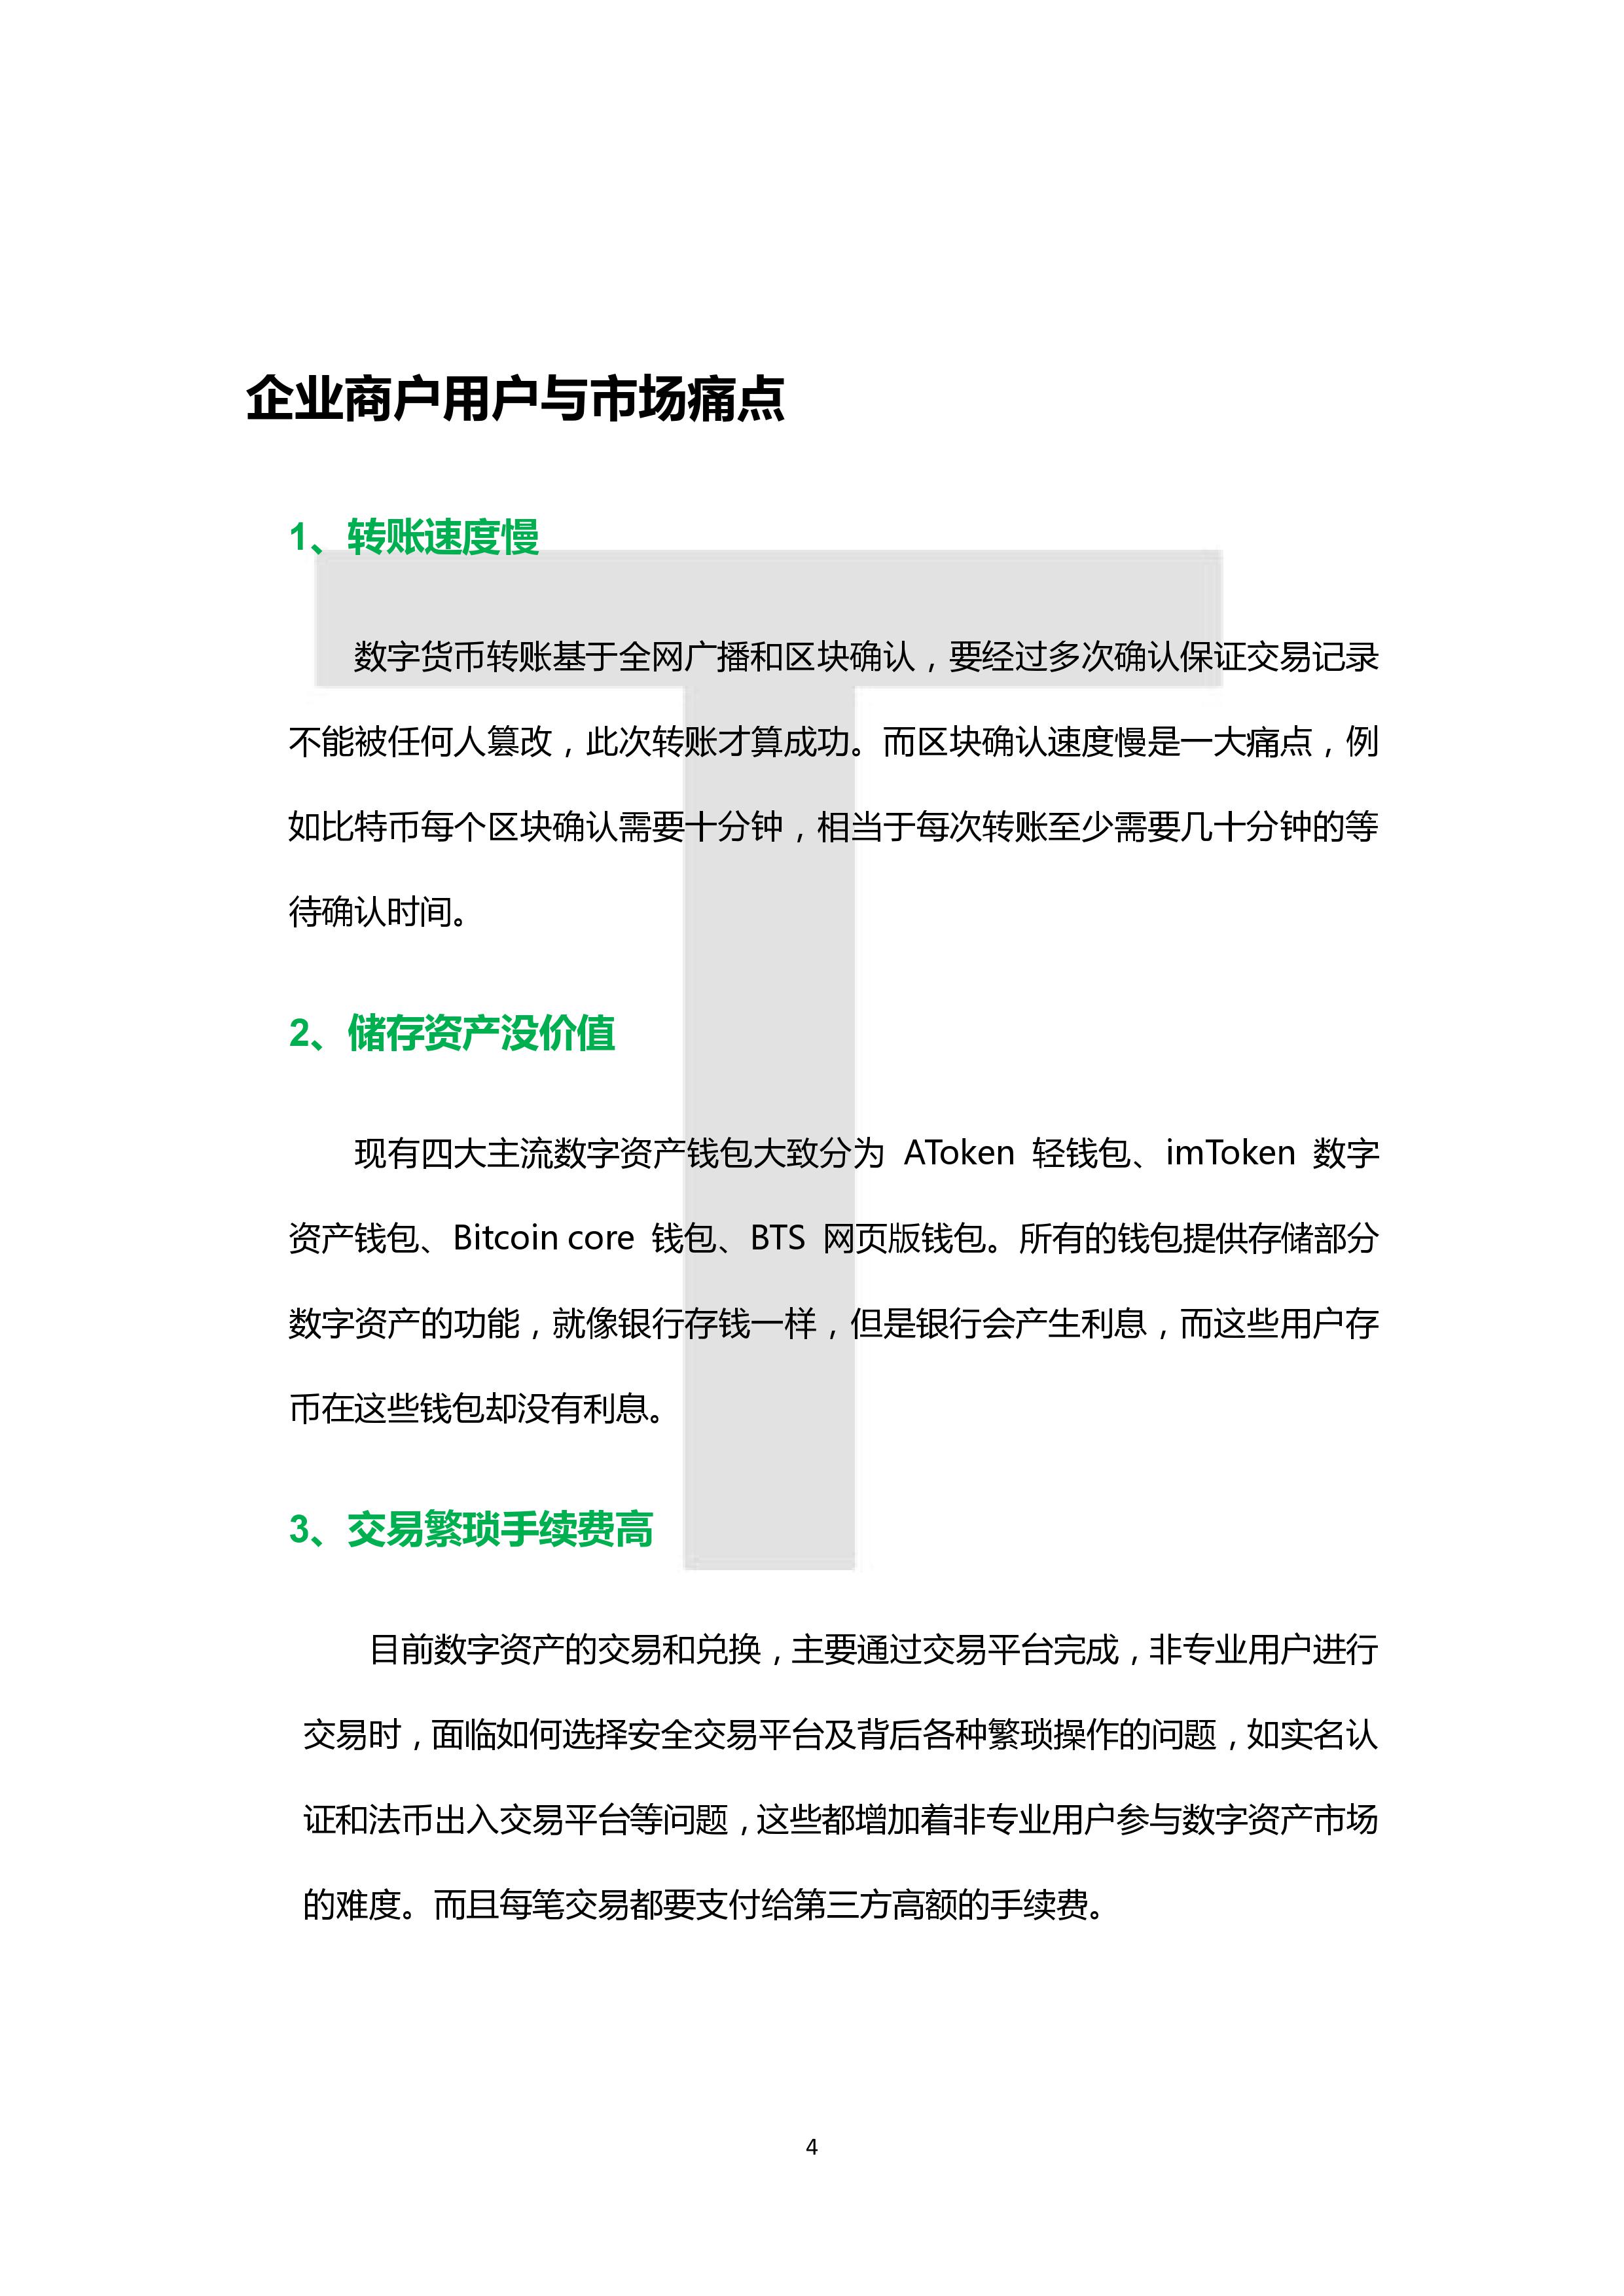 企业商户用户与市场痛点
1、转账速度慢
数字货币转账基于全网广播和区块确认，要经过多次确认保证交易记录
不能被任何人篡改，此次转账才算成功。而区块确认速度慢是一大痛点，例
如比特币每个区块确认需要十分钟，相当于每次转账至少需要几十分钟的等
待确认时间。
2、储存资产没价值
现有四大主流数字资产钱包大致分为 AToken 轻钱包、imToken 数字
资产钱包、Bitcoin core 钱包、BTS 网页版钱包。所有的钱包提供存储部分
数字资产的功能，就像银行存钱一样，但是银行会产生利息，而这些用户存
币在这些钱包却没有利息。
3、交易繁琐手续费高
目前数字资产的交易和兑换，主要通过交易平台完成，非专业用户进行
交易时，面临如何选择安全交易平台及背后各种繁琐操作的问题，如实名认
证和法币出入交易平台等问题，这些都增加着非专业用户参与数字资产市场
的难度。而且每笔交易都要支付给第三方高额的手续费。
4